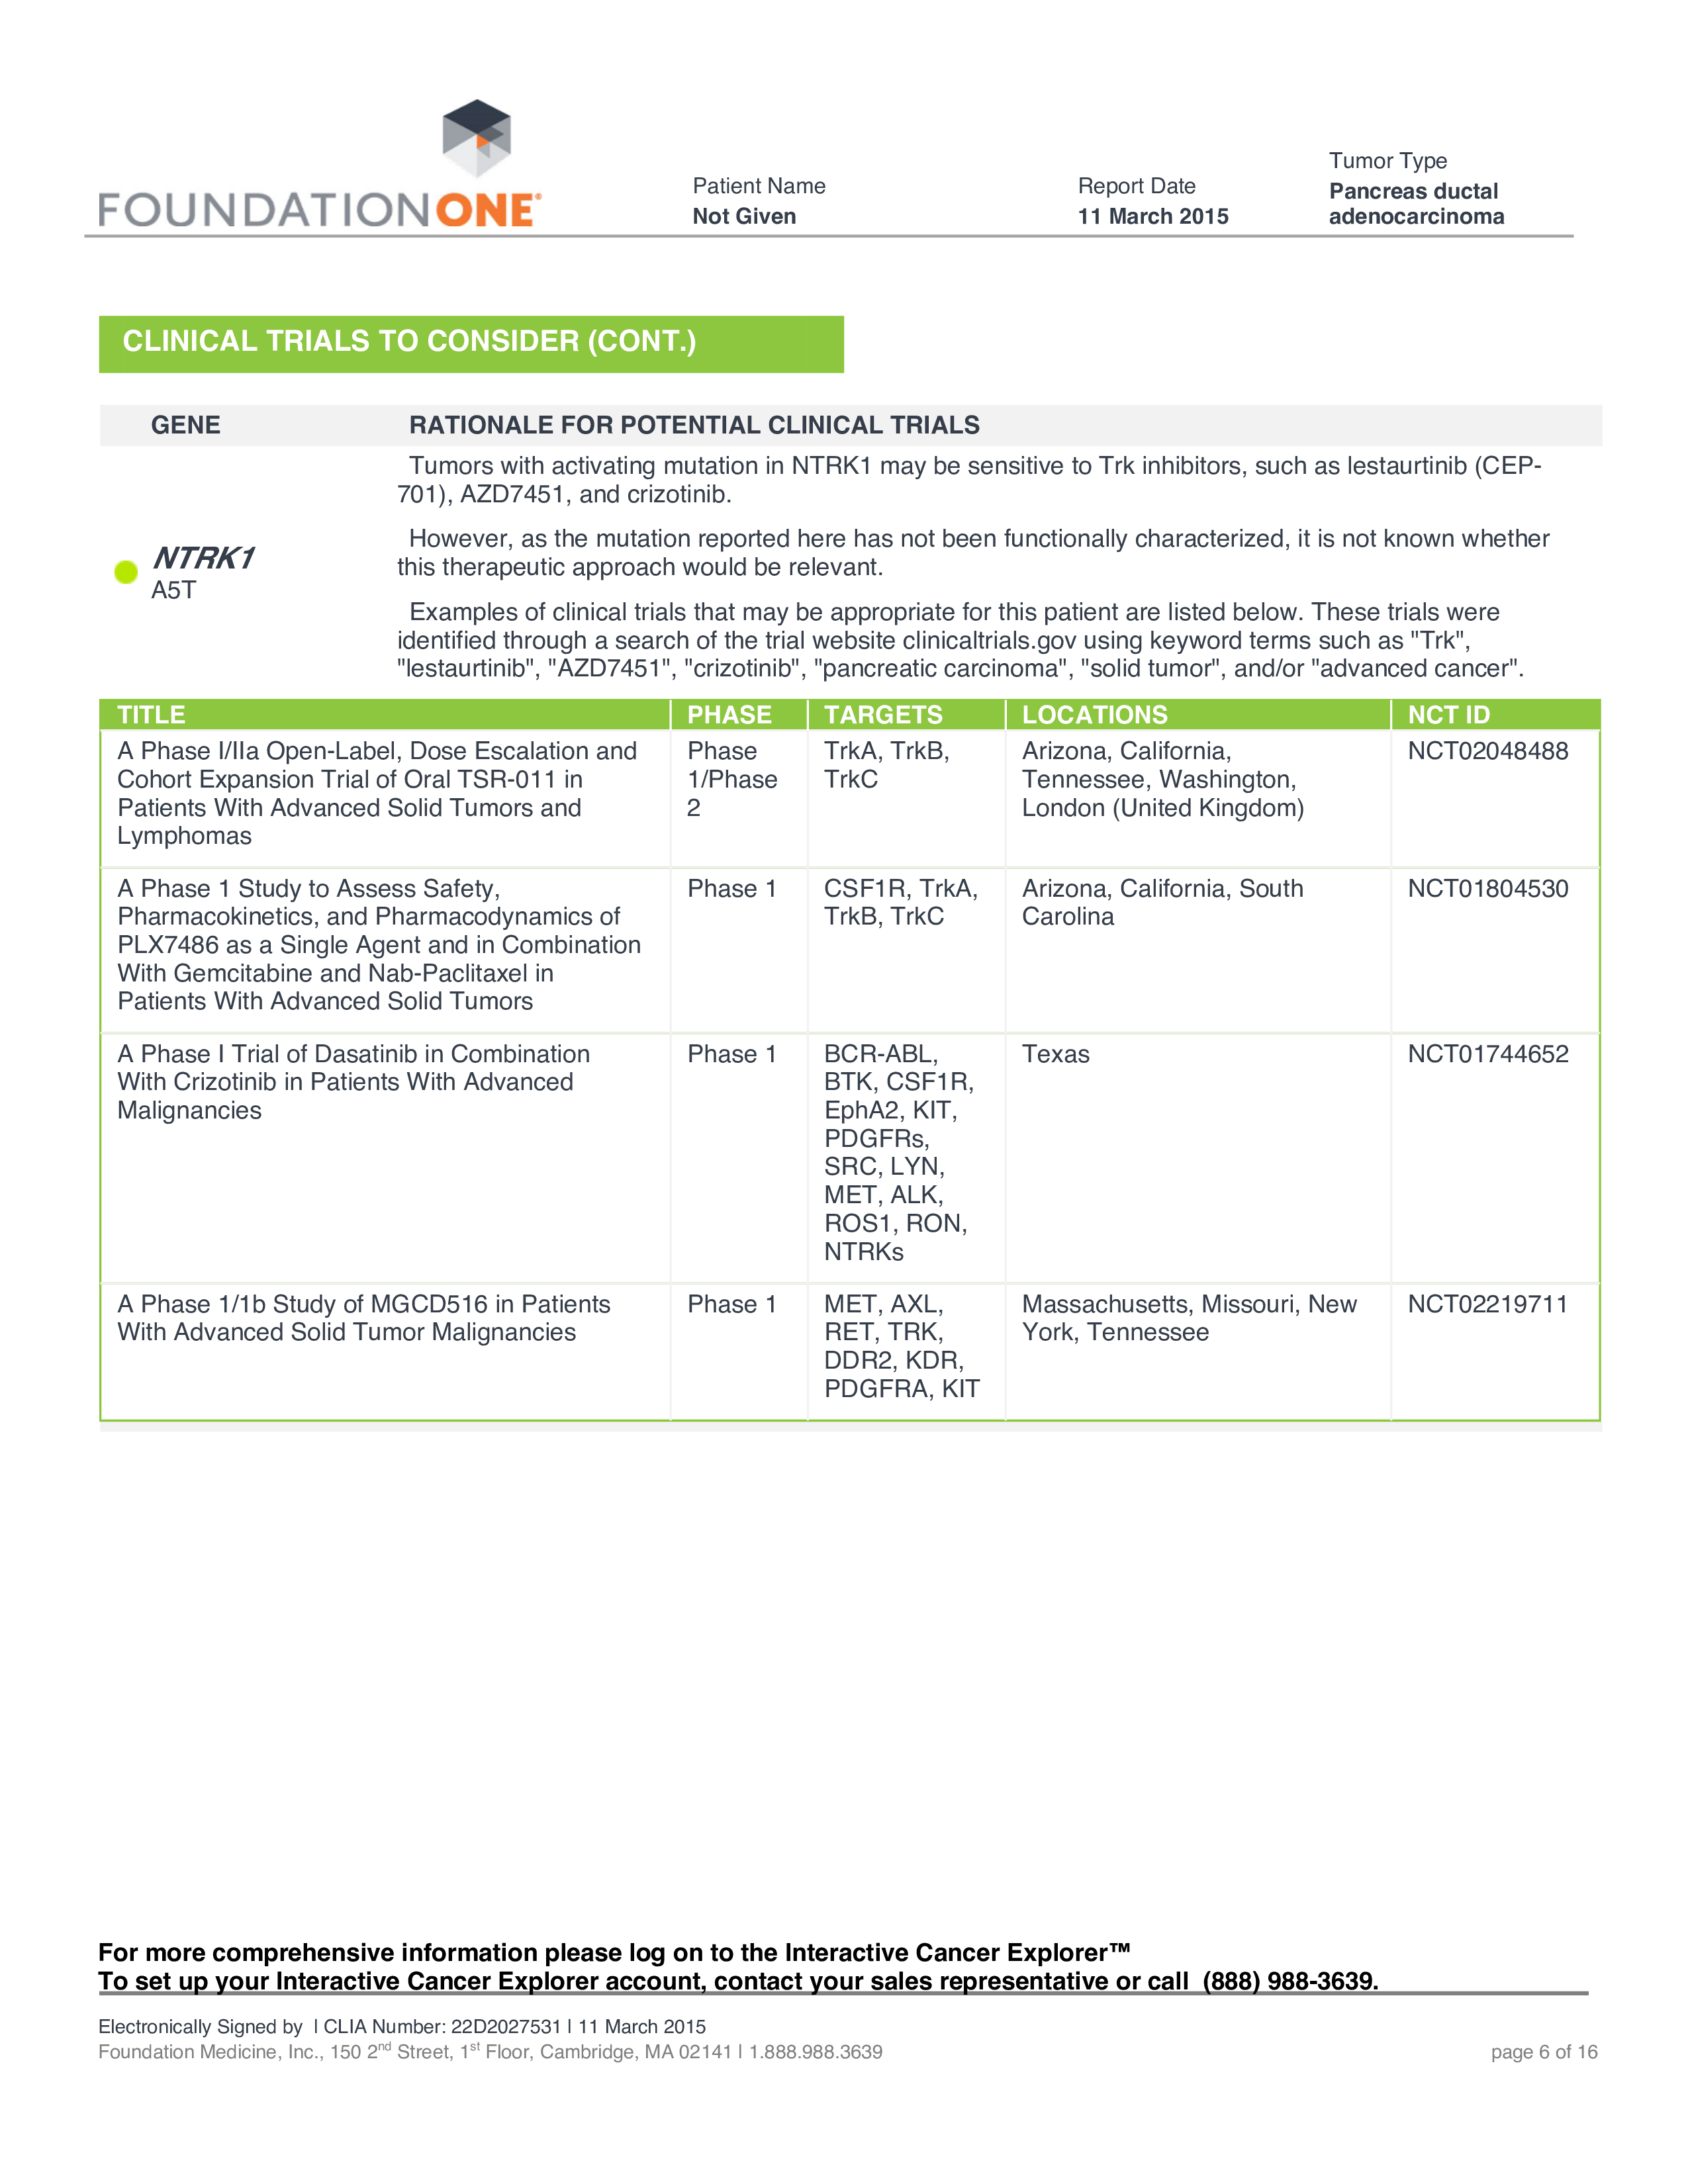 FOUNDATIONONE®
Patient Name
Not Given
Report Date
11 March 2015
Tumor Type
Pancreas ductal
adenocarcinoma
CLINICAL TRIALS TO CONSIDER (CONT.)
GENE RATIONALE FOR POTENTIAL CLINICAL TRIALS
NTRK1
A5T
Tumors with activating mutation in NTRK1 may be sensitive to Trk inhibitors, such as lestaurtinib (CEP-
701), AZD7451, and crizotinib.
However, as the mutation reported here has not been functionally characterized, it is not known whether
this therapeutic approach would be relevant.
Examples of clinical trials that may be appropriate for this patient are listed below. These trials were
identified through a search of the trial website clinicaltrials.gov using keyword terms such as "Trk",
"lestaurtinib", "AZD7451", "crizotinib", "pancreatic carcinoma", "solid tumor", and/or "advanced cancer".
TITLE PHASE TARGETS LOCATIONS NCT ID
A Phase I/IIa Open-Label, Dose Escalation and
Cohort Expansion Trial of Oral TSR-011 in
Patients With Advanced Solid Tumors and
Lymphomas
Phase
1/Phase
2
TrkA, TrkB,
TrkC
Arizona, California,
Tennessee, Washington,
London (United Kingdom)
NCT02048488
A Phase 1 Study to Assess Safety,
Pharmacokinetics, and Pharmacodynamics of
PLX7486 as a Single Agent and in Combination
With Gemcitabine and Nab-Paclitaxel in
Patients With Advanced Solid Tumors
Phase 1
CSF1R, TrkA,
TrkB, TrkC
Arizona, California, South
Carolina
NCT01804530
A Phase I Trial of Dasatinib in Combination
With Crizotinib in Patients With Advanced
Malignancies
Phase 1
BCR-ABL,
BTK, CSF1R,
EphA2, KIT,
PDGFRs,
SRC, LYN,
MET, ALK,
ROS1, RON,
NTRKs
Texas
NCT01744652
A Phase 1/1b Study of MGCD516 in Patients
With Advanced Solid Tumor Malignancies
Phase 1
MET, AXL,
RET, TRK,
DDR2, KDR,
PDGFRA, KIT
Massachusetts, Missouri, New
York, Tennessee
NCT02219711
For more comprehensive information please log on to the Interactive Cancer Explorer™
To set up your Interactive Cancer Explorer account, contact your sales representative or call (888) 988-3639.
Electronically Signed by | CLIA Number: 22D2027531 | 11 March 2015
Foundation Medicine, Inc., 150 2nd Street, 1st Floor, Cambridge, MA 02141 | 1.888.988.3639
page 6 of 16